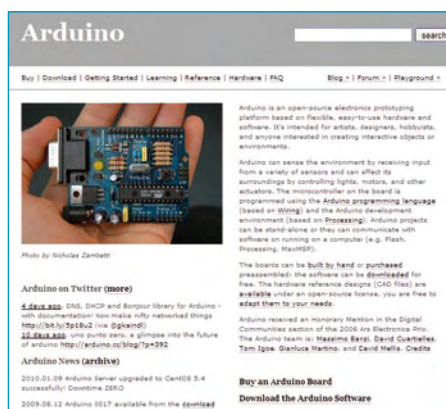 Arduino
search
Buy | Download | Getting Started | Learning | Reference | Hardware | FAQ
Blog » | Forum » | Playground »
Photo by Nicholas Zambetti
Arduino on Twitter (more)
4 days ago. DNS, DHCP and Bonjour library for Arduino -
with documentation! tow make nifty networked things
http://bit.ly/5p18u2 (via @gkaindl)
10 days ago. uno punto zero, a glimpse into the future
of arduino http://arduino.cc/blog/?p=392
Arduino News (archive)
2010.01.09 Arduino Server upgraded to CentOS 5.4
successfully! Downtime ZERO
2009.08.12 Arduino 0017 available from the download
Arduino is an open-source electronics prototyping
platform based on flexible, easy-to-use hardware and
software. It's intended for artists, designers, hobbyists,
and anyone interested in creating interactive objects or
environments.
Arduino can sense the environment by receiving input
from a variety of sensors and can affect its
surroundings by controlling lights, motors, and other
actuators. The microcontroller on the board is
programmed using the Arduino programming language
(based on Wiring) and the Arduino development
environment (based on Processing). Arduino projects
can be stand-alone or they can communicate with
software on running on a computer (e.g. Flash,
Processing, MaxMSP).
The boards can be built by hand or purchased
preassembled; the software can be downloaded for
free. The hardware reference designs (CAD files) are
available under an open-source license, you are free to
adapt them to your needs.
Arduino received an Honorary Mention in the Digital
Communities section of the 2006 Ars Electronica Prix.
The Arduino team is: Massimo Banzi, David Cuartielles,
Tom Igoe, Gianluca Martino, and David Mellis. Credits
Buy an Arduino Board
Download the Arduino Software